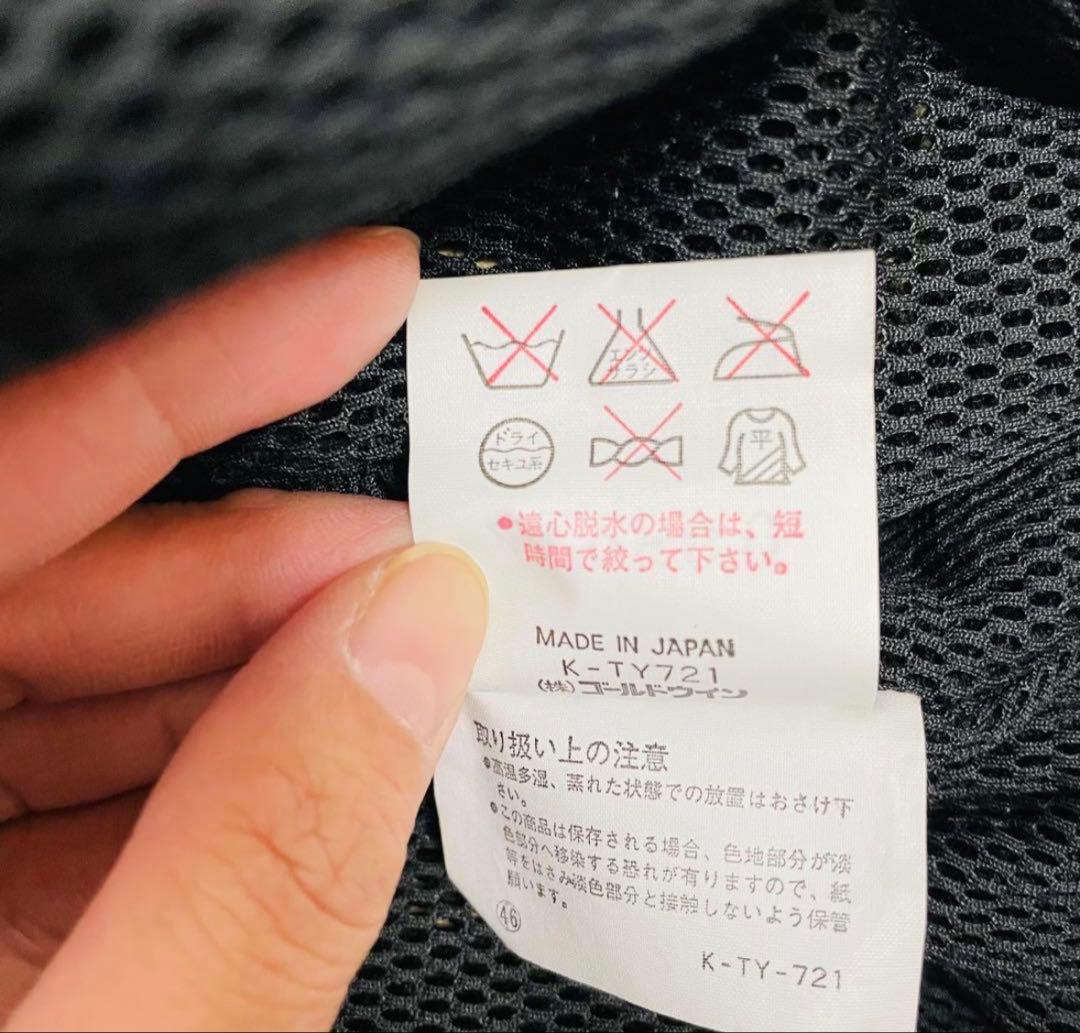 エンソ
サラシ
ドライ
セキユ系
平
●遠心脱水の場合は、短
時間で絞って下さい。
MADE IN JAPAN
K-TY721
(株)ゴールドウイン
取り扱い上の注意
●高温多湿、蒸れた状態での放置はおさけ下
さい。
●この商品は保存される場合、色地部分が淡
色部分へ移染する恐れが有りますので、紙
等をはさみ淡色部分と接触しないよう保管
願います。
㊻
K-TY-721